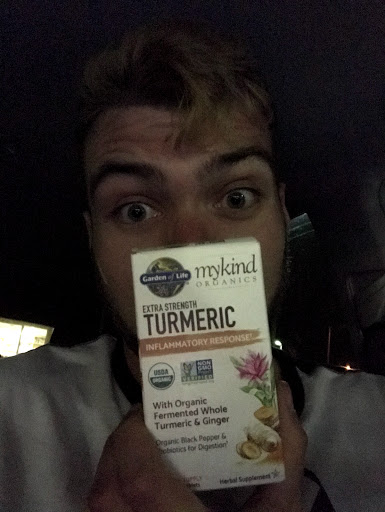 Garden of Life
mykind
ORGANICS
EXTRA STRENGTH
TURMERIC
INFLAMMATORY RESPONSE†
USDA
ORGANIC
NON
GMO
VERIFIED
With Organic
Fermented Whole
Turmeric & Ginger
Organic Black Pepper &
Probiotics for Digestion†
Herbal Supplement